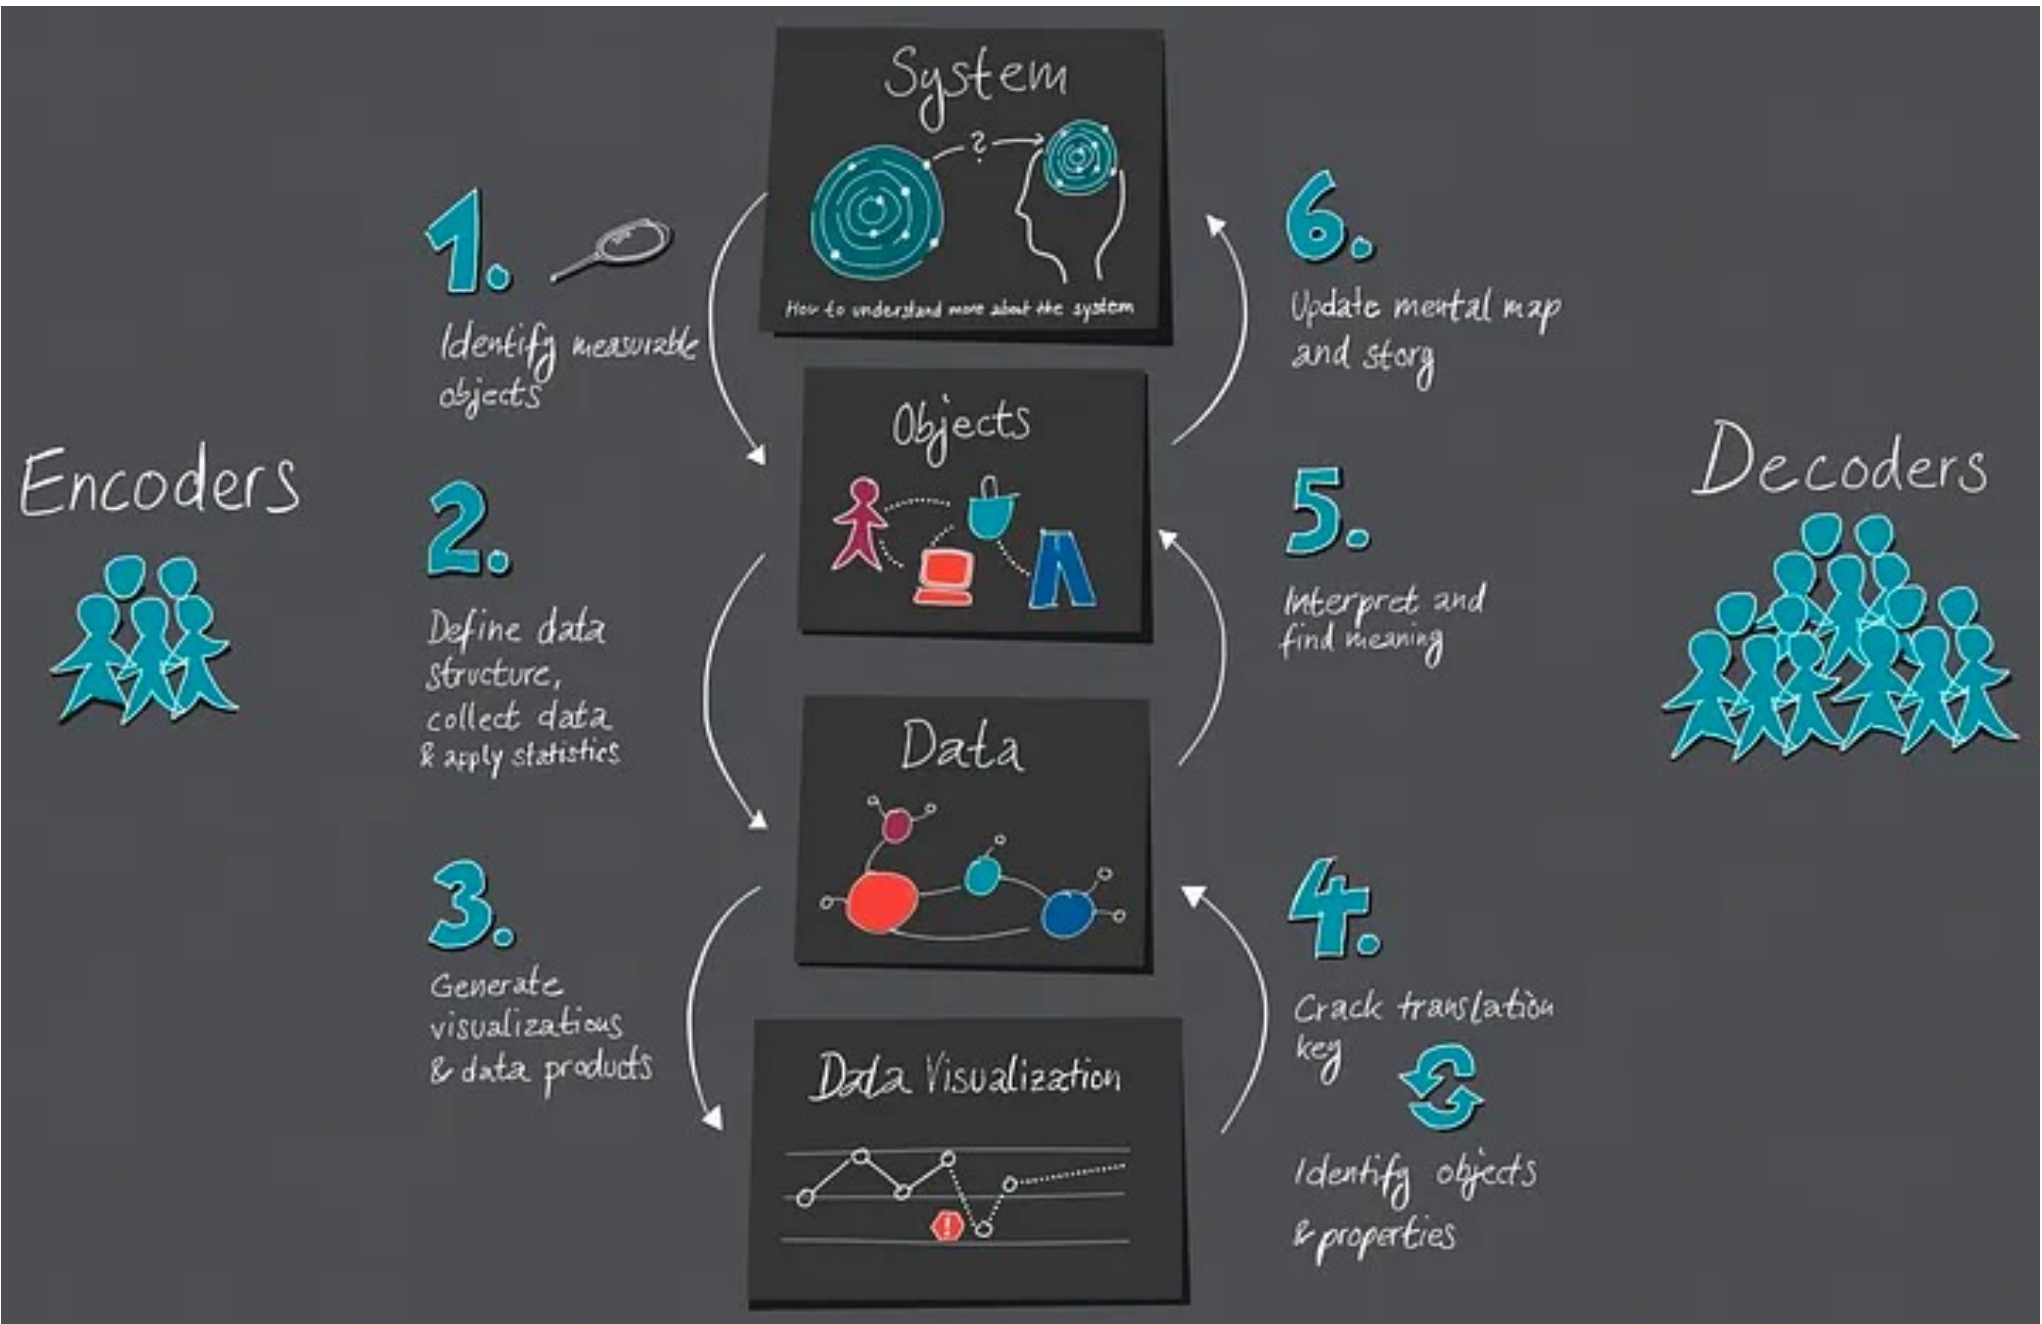 System
?
How to understand more about the system
1.
Identify measurable
objects
Encoders
2.
Define data
structure,
collect data
& apply statistics
3.
Generate
visualizations
& data products
Objects
Data
Data Visualization
!
6.
Update mental map
and story
5.
Interpret and
find meaning
Decoders
4.
Crack translation
key
Identify objects
& properties